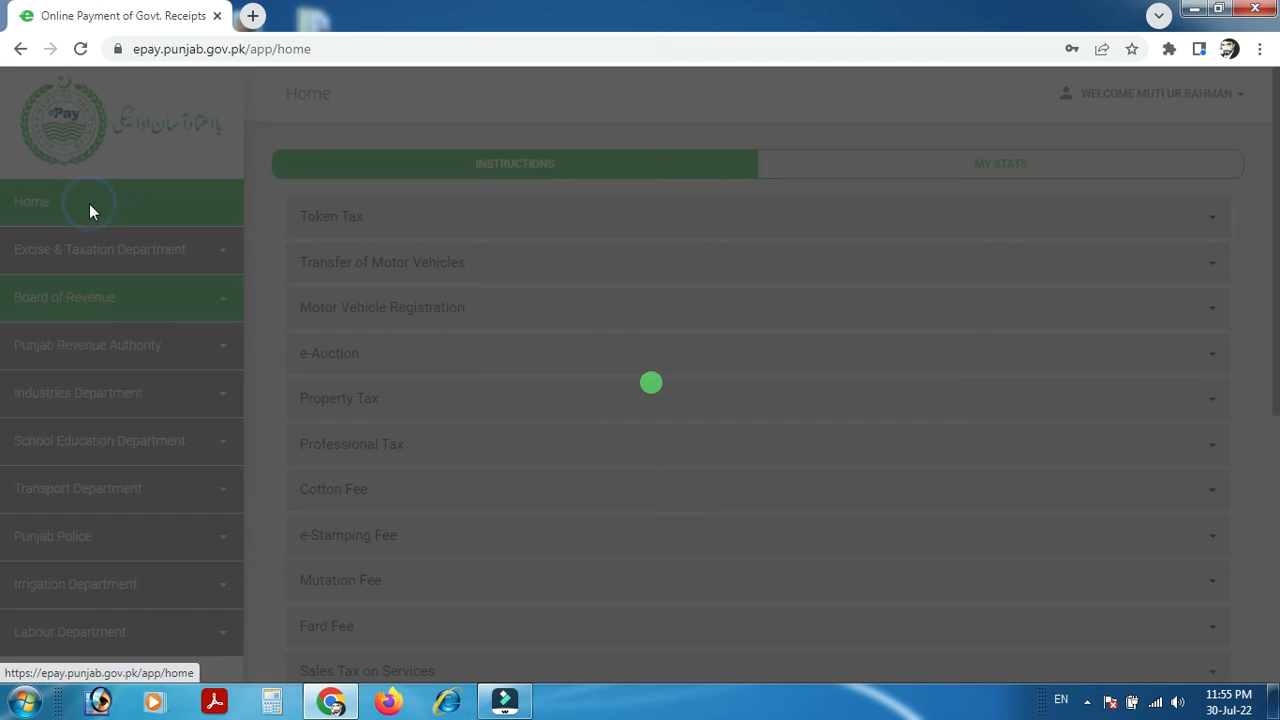 Online Payment of Govt. Receipts
epay.punjab.gov.pk/app/home
ePay
بااعتماد آسان ادائیگی
Home
WELCOME MUTI UR RAHMAN
INSTRUCTIONS
MY STATS
Home
Excise & Taxation Department
Board of Revenue
Punjab Revenue Authority
Industries Department
School Education Department
Transport Department
Punjab Police
Irrigation Department
Labour Department
Token Tax
Transfer of Motor Vehicles
Motor Vehicle Registration
e-Auction
Property Tax
Professional Tax
Cotton Fee
e-Stamping Fee
Mutation Fee
Fard Fee
Sales Tax on Services
https://epay.punjab.gov.pk/app/home
EN
11:55 PM
30-Jul-22